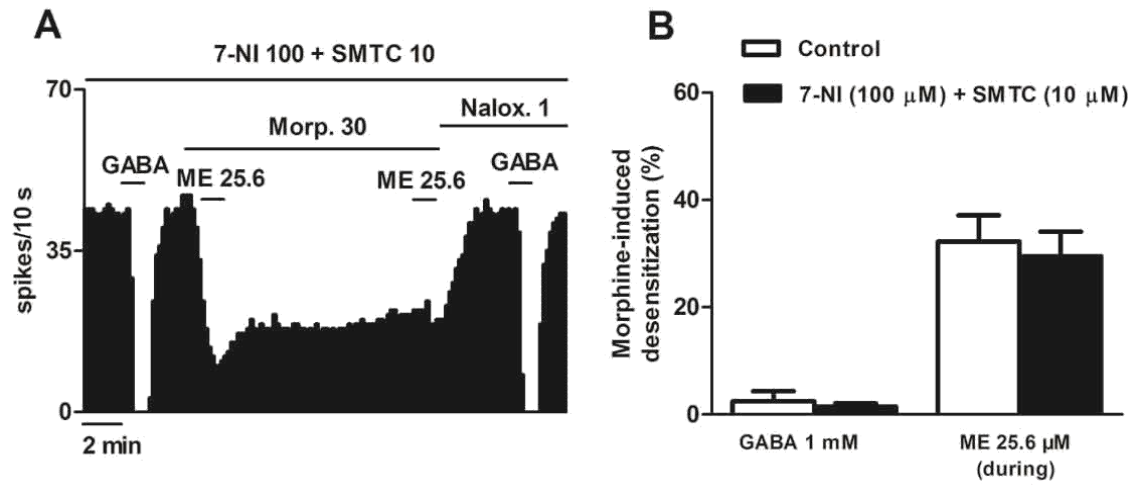 A
7-NI 100 + SMTC 10
70
Nalox. 1
Morp. 30
GABA
GABA
ME 25.6
ME 25.6
35
spikes/10 s
0
2 min
B
Control
7-NI (100 µM) + SMTC (10 µM)
60
40
20
0
Morphine-induced
desensitization (%)
GABA 1 mM
ME 25.6 µM
(during)